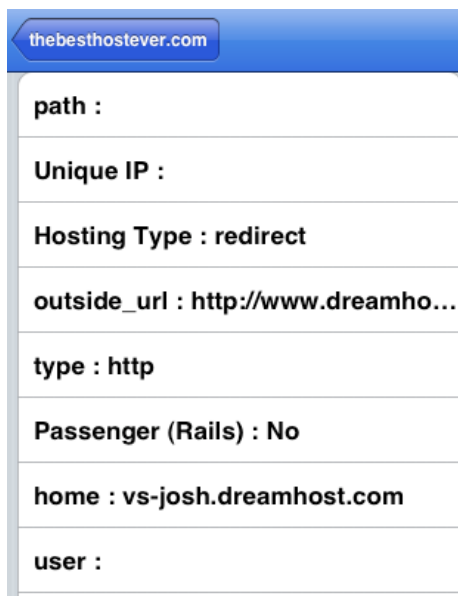 thebesthostever.com
path :
Unique IP :
Hosting Type : redirect
outside_url : http://www.dreamho...
type : http
Passenger (Rails) : No
home : vs-josh.dreamhost.com
user :